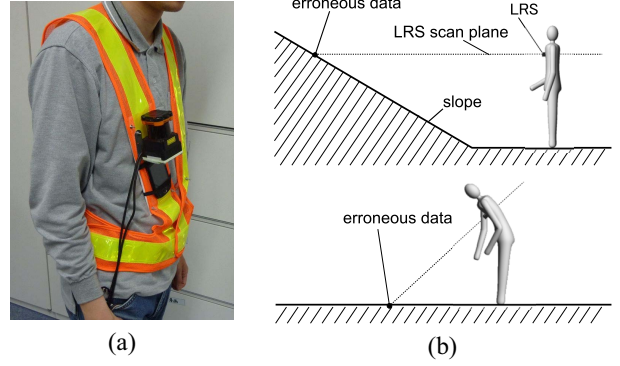 erroneous data
LRS
LRS scan plane
slope
erroneous data
(a)
(b)